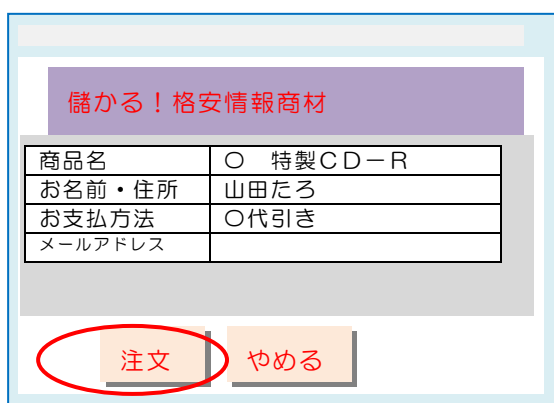 儲かる！格安情報商材
商品名 〇 特製ＣＤ－Ｒ
お名前・住所 山田たろ
お支払方法 〇代引き
メールアドレス
注文 やめる